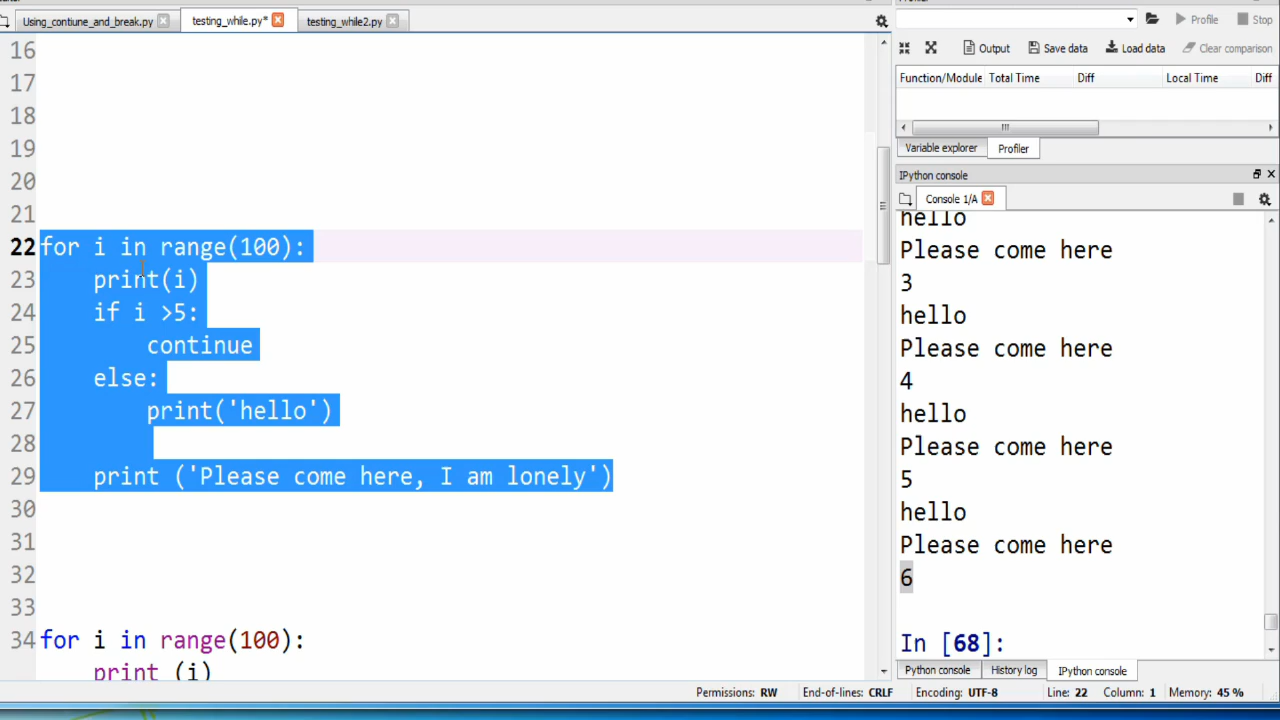 Using_contiune_and_break.py testing_while.py* testing_while2.py
Profile Stop
Output Save data Load data Clear comparison
Function/Module Total Time Diff Local Time Diff
Variable explorer Profiler
IPython console
Console 1/A
16
17
18
19
20
21
22 for i in range(100):
23 print(i)
24 if i >5:
25 continue
26 else:
27 print('hello')
28
29 print ('Please come here, I am lonely')
30
31
32
33
34 for i in range(100):
print (i)
hello
Please come here
3
hello
Please come here
4
hello
Please come here
5
hello
Please come here
6
In [68]:
Python console History log IPython console
Permissions: RW End-of-lines: CRLF Encoding: UTF-8 Line: 22 Column: 1 Memory: 45 %